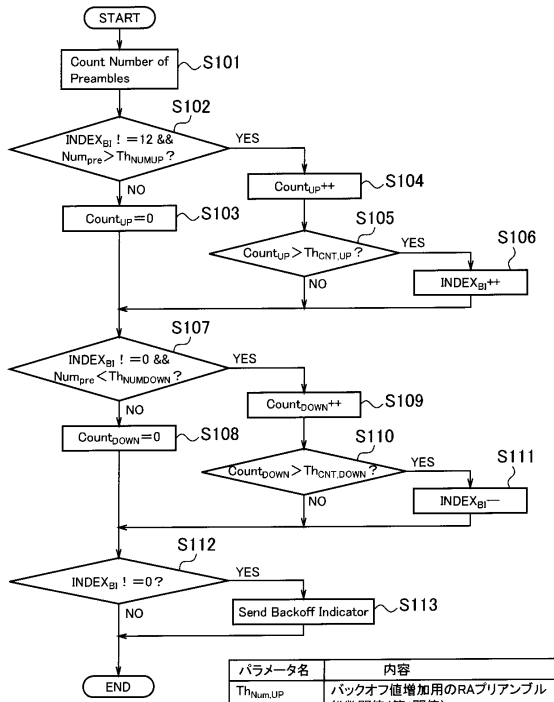 START
Count Number of
Preambles
S101
S102
INDEX_BI ! =12 &&
Num_pre > Th_NUMUP ?
YES
NO
Count_UP=0
S103
Count_UP++
S104
S105
Count_UP > Th_CNT,UP ?
YES
NO
S106
INDEX_BI++
S107
INDEX_BI ! =0 &&
Num_pre < Th_NUMDOWN ?
YES
NO
Count_DOWN=0
S108
Count_DOWN++
S109
S110
Count_DOWN > Th_CNT,DOWN ?
YES
NO
S111
INDEX_BI—
S112
INDEX_BI ! =0 ?
YES
NO
Send Backoff Indicator
S113
END
パラメータ名 内容
Th_Num,UP バックオフ値増加用のRAプリアンブル